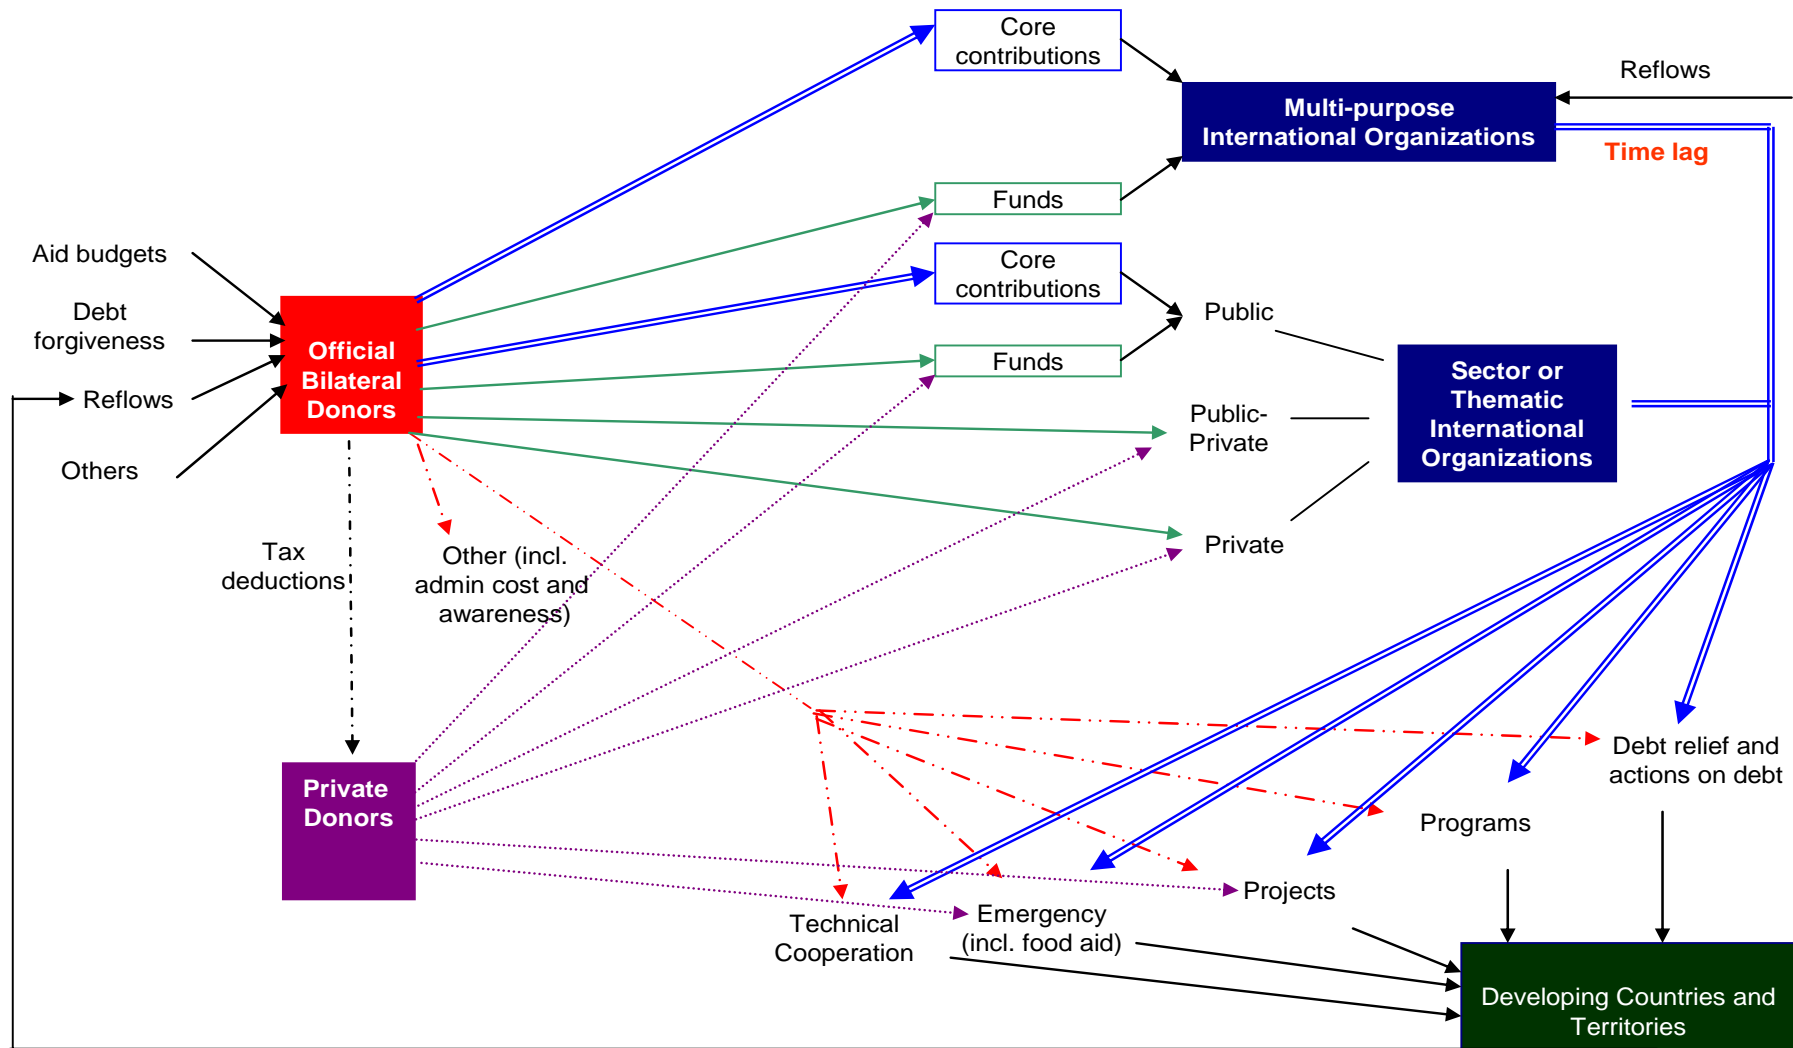 Core
contributions
Reflows
Multi-purpose
International Organizations
Time lag
Funds
Aid budgets
Core
contributions
Debt
forgiveness
Public
Official
Bilateral
Donors
Funds
Sector or
Thematic
International
Organizations
Reflows
Public-
Private
Others
Private
Tax
deductions
Other (incl.
admin cost and
awareness)
Debt relief and
actions on debt
Private
Donors
Programs
Projects
Technical
Cooperation
Emergency
(incl. food aid)
Developing Countries and
Territories